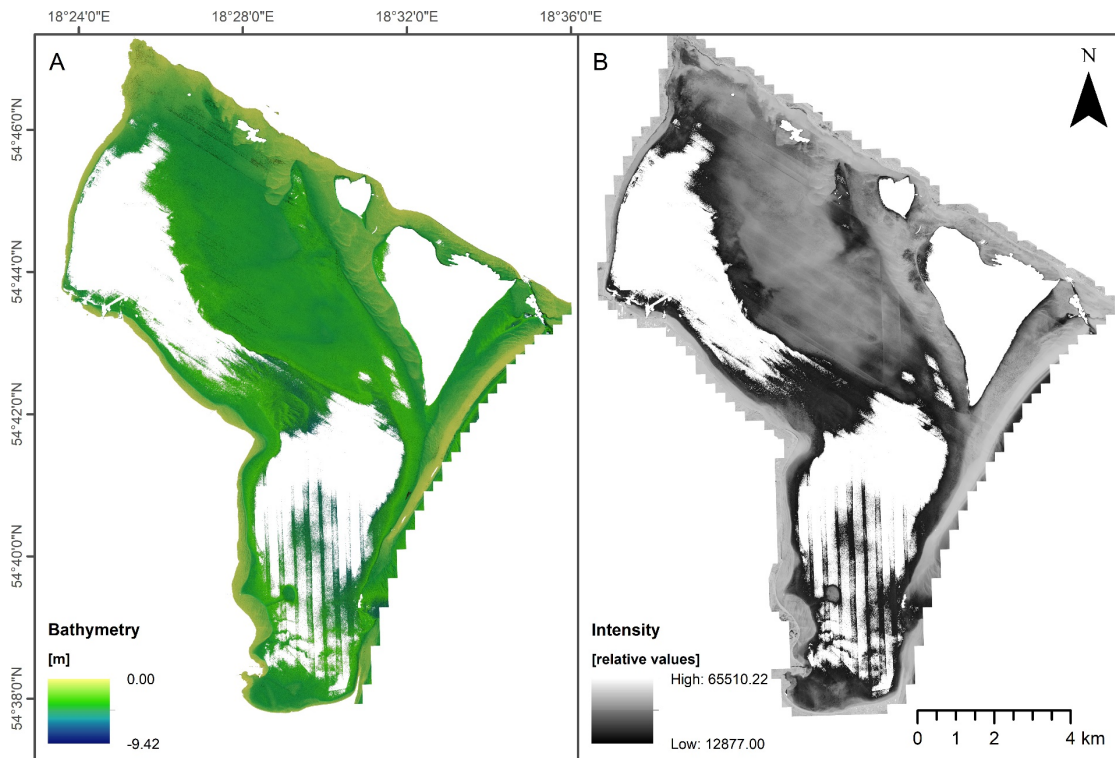 18°24'0"E 18°28'0"E 18°32'0"E 18°36'0"E
A
B
N
54°46'0"N
54°44'0"N
54°42'0"N
54°40'0"N
54°38'0"N
Bathymetry
[m]
0.00
-9.42
Intensity
[relative values]
High: 65510.22
Low: 12877.00
0 1 2 4 km